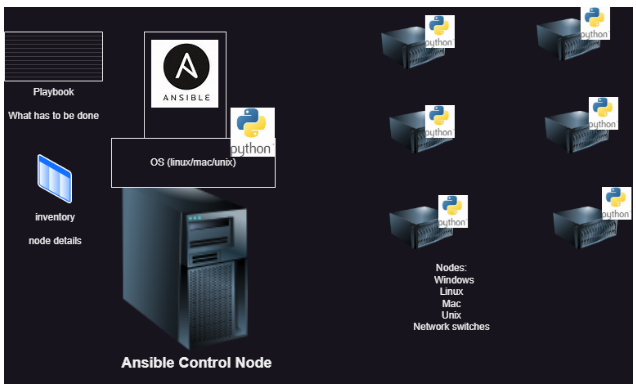 Playbook
What has to be done
inventory
node details
ANSIBLE
python
OS (linux/mac/unix)
Ansible Control Node
python
python
python
python
python
python
Nodes:
Windows
Linux
Mac
Unix
Network switches